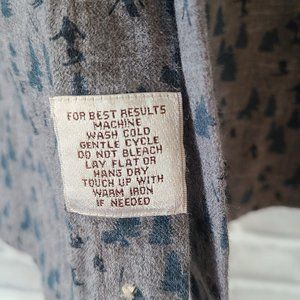 FOR BEST RESULTS
MACHINE
WASH COLD
GENTLE CYCLE
DO NOT BLEACH
LAY FLAT OR
HANG DRY
TOUCH UP WITH
WARM IRON
IF NEEDED